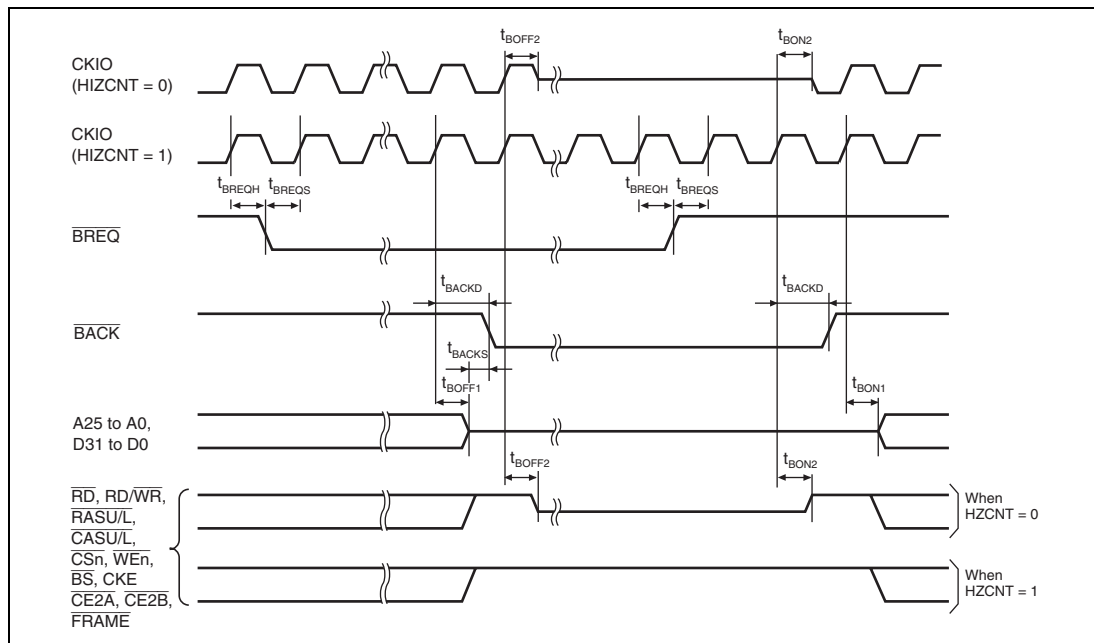 tBOFF2
tBON2
CKIO
(HIZCNT = 0)
CKIO
(HIZCNT = 1)
tBREQH
tBREQS
tBREQH
tBREQS
BREQ
tBACKD
tBACKD
BACK
tBACKS
tBOFF1
tBON1
A25 to A0,
D31 to D0
tBOFF2
tBON2
RD, RD/WR,
RASU/L,
CASU/L,
CSn, WEn,
BS, CKE
CE2A, CE2B,
FRAME
When
HZCNT = 0
When
HZCNT = 1